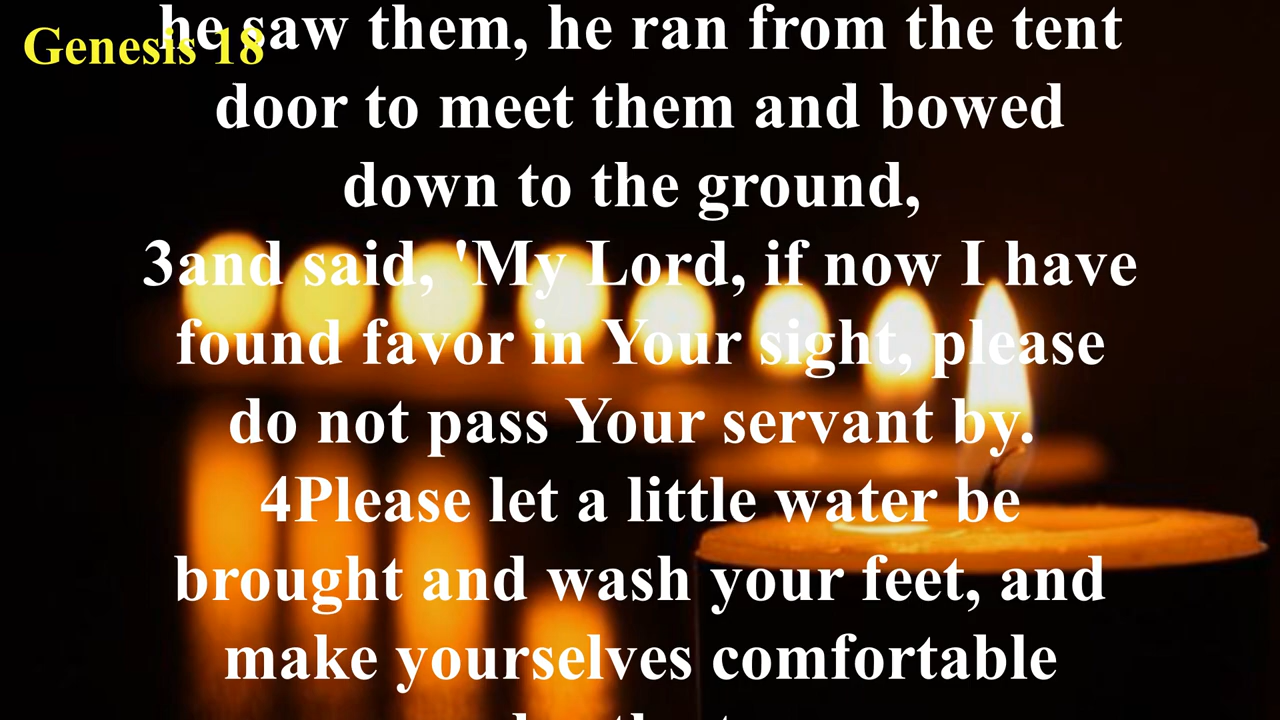 Genesis 18
he saw them, he ran from the tent
door to meet them and bowed
down to the ground,
3and said, 'My Lord, if now I have
found favor in Your sight, please
do not pass Your servant by.
4Please let a little water be
brought and wash your feet, and
make yourselves comfortable